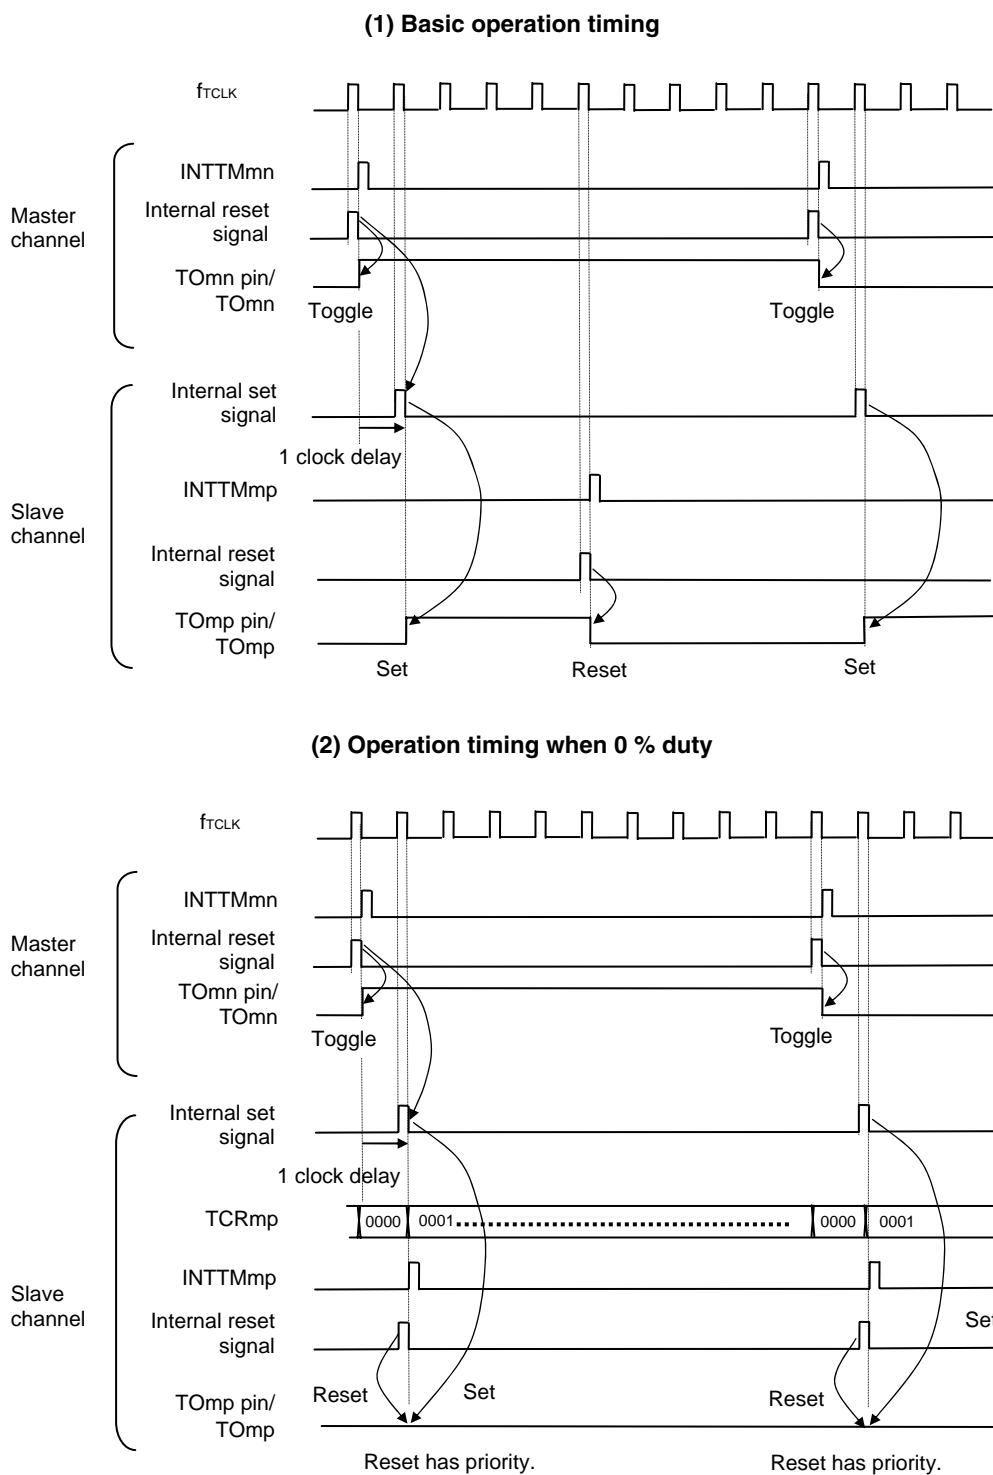 (1) Basic operation timing
fTCLK
INTTMmn
Master
channel
Internal reset
signal
TOmn pin/
TOmn
Toggle
Toggle
Internal set
signal
1 clock delay
INTTMmp
Slave
channel
Internal reset
signal
TOmp pin/
TOmp
Set
Reset
Set
(2) Operation timing when 0 % duty
fTCLK
INTTMmn
Master
channel
Internal reset
signal
TOmn pin/
TOmn
Toggle
Toggle
Internal set
signal
1 clock delay
TCRmp
0000
0001
0000
0001
INTTMmp
Slave
channel
Internal reset
signal
Set
Reset
Set
Reset
TOmp pin/
TOmp
Reset has priority.
Reset has priority.